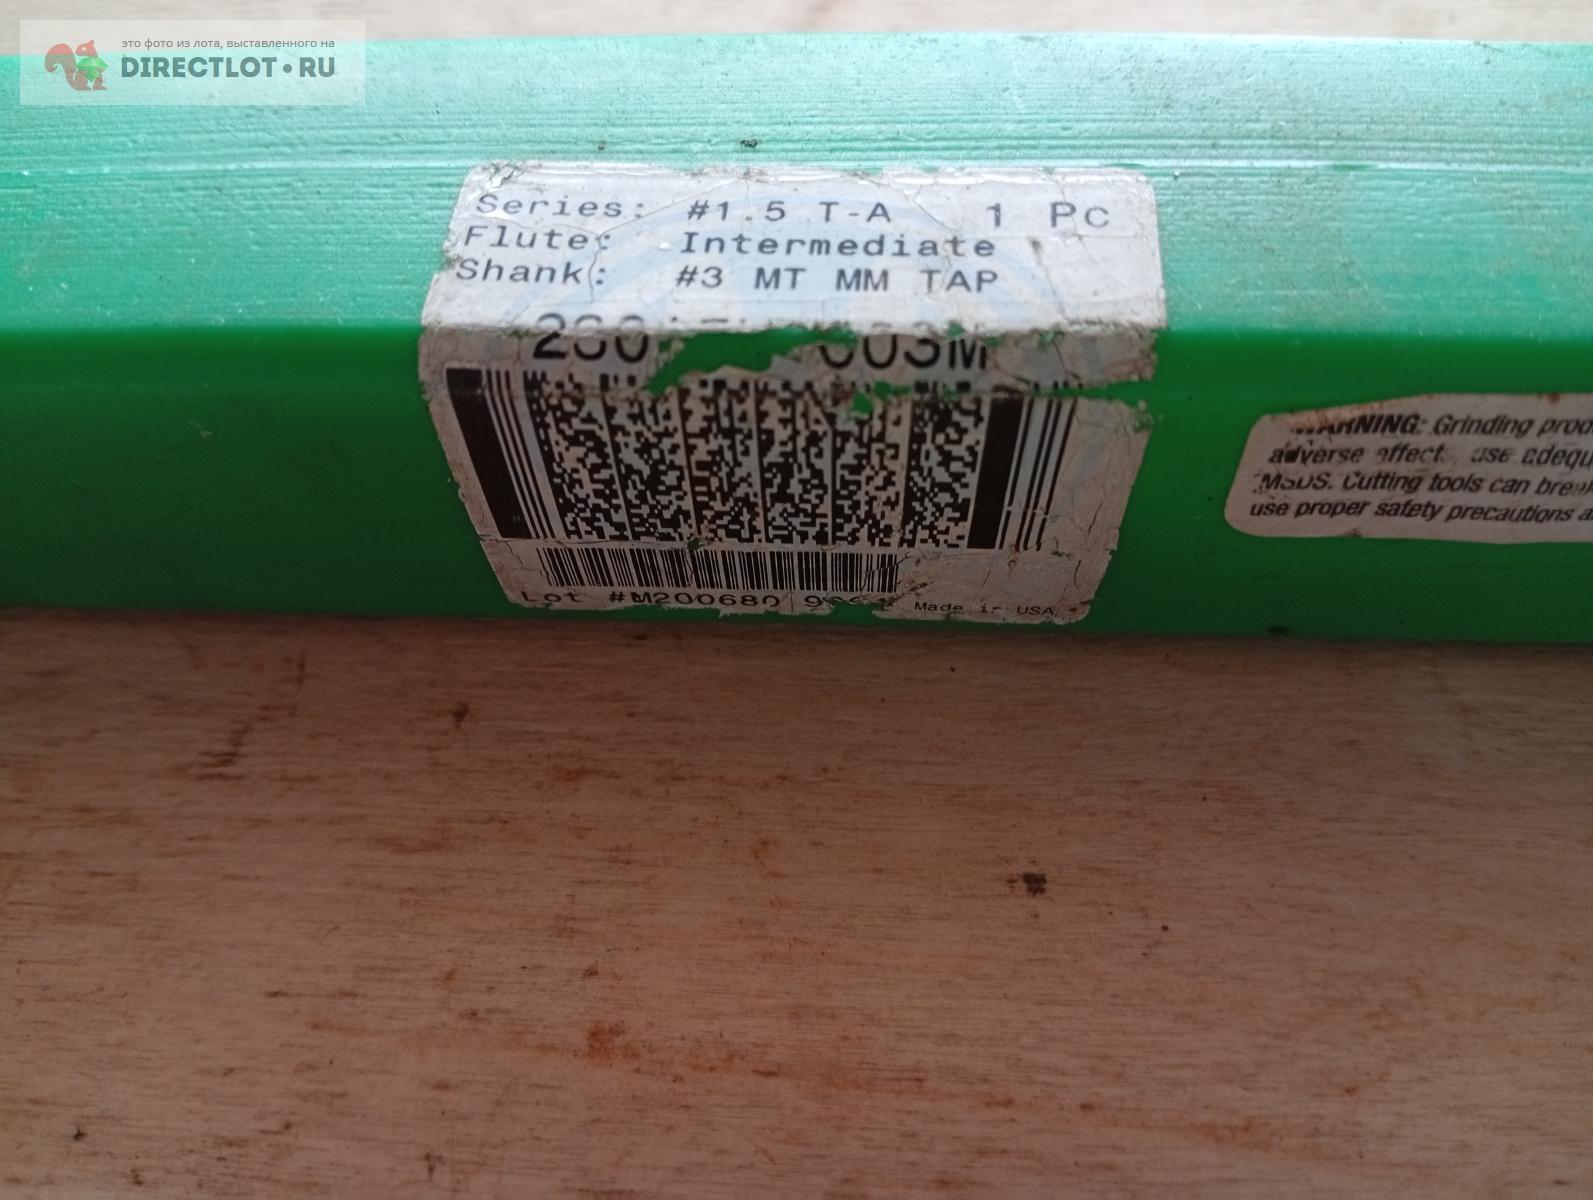 это фото из лота, выставленного на
DIRECTLOT•RU
Series: #1.5 T-A 1 Pc
Flute: Intermediate
Shank: #3 MT MM TAP
003M
Lot #M200680
Made in USA
WARNING: Grinding
adverse effect use
MSDS. Cutting tools can
use proper safety precautions